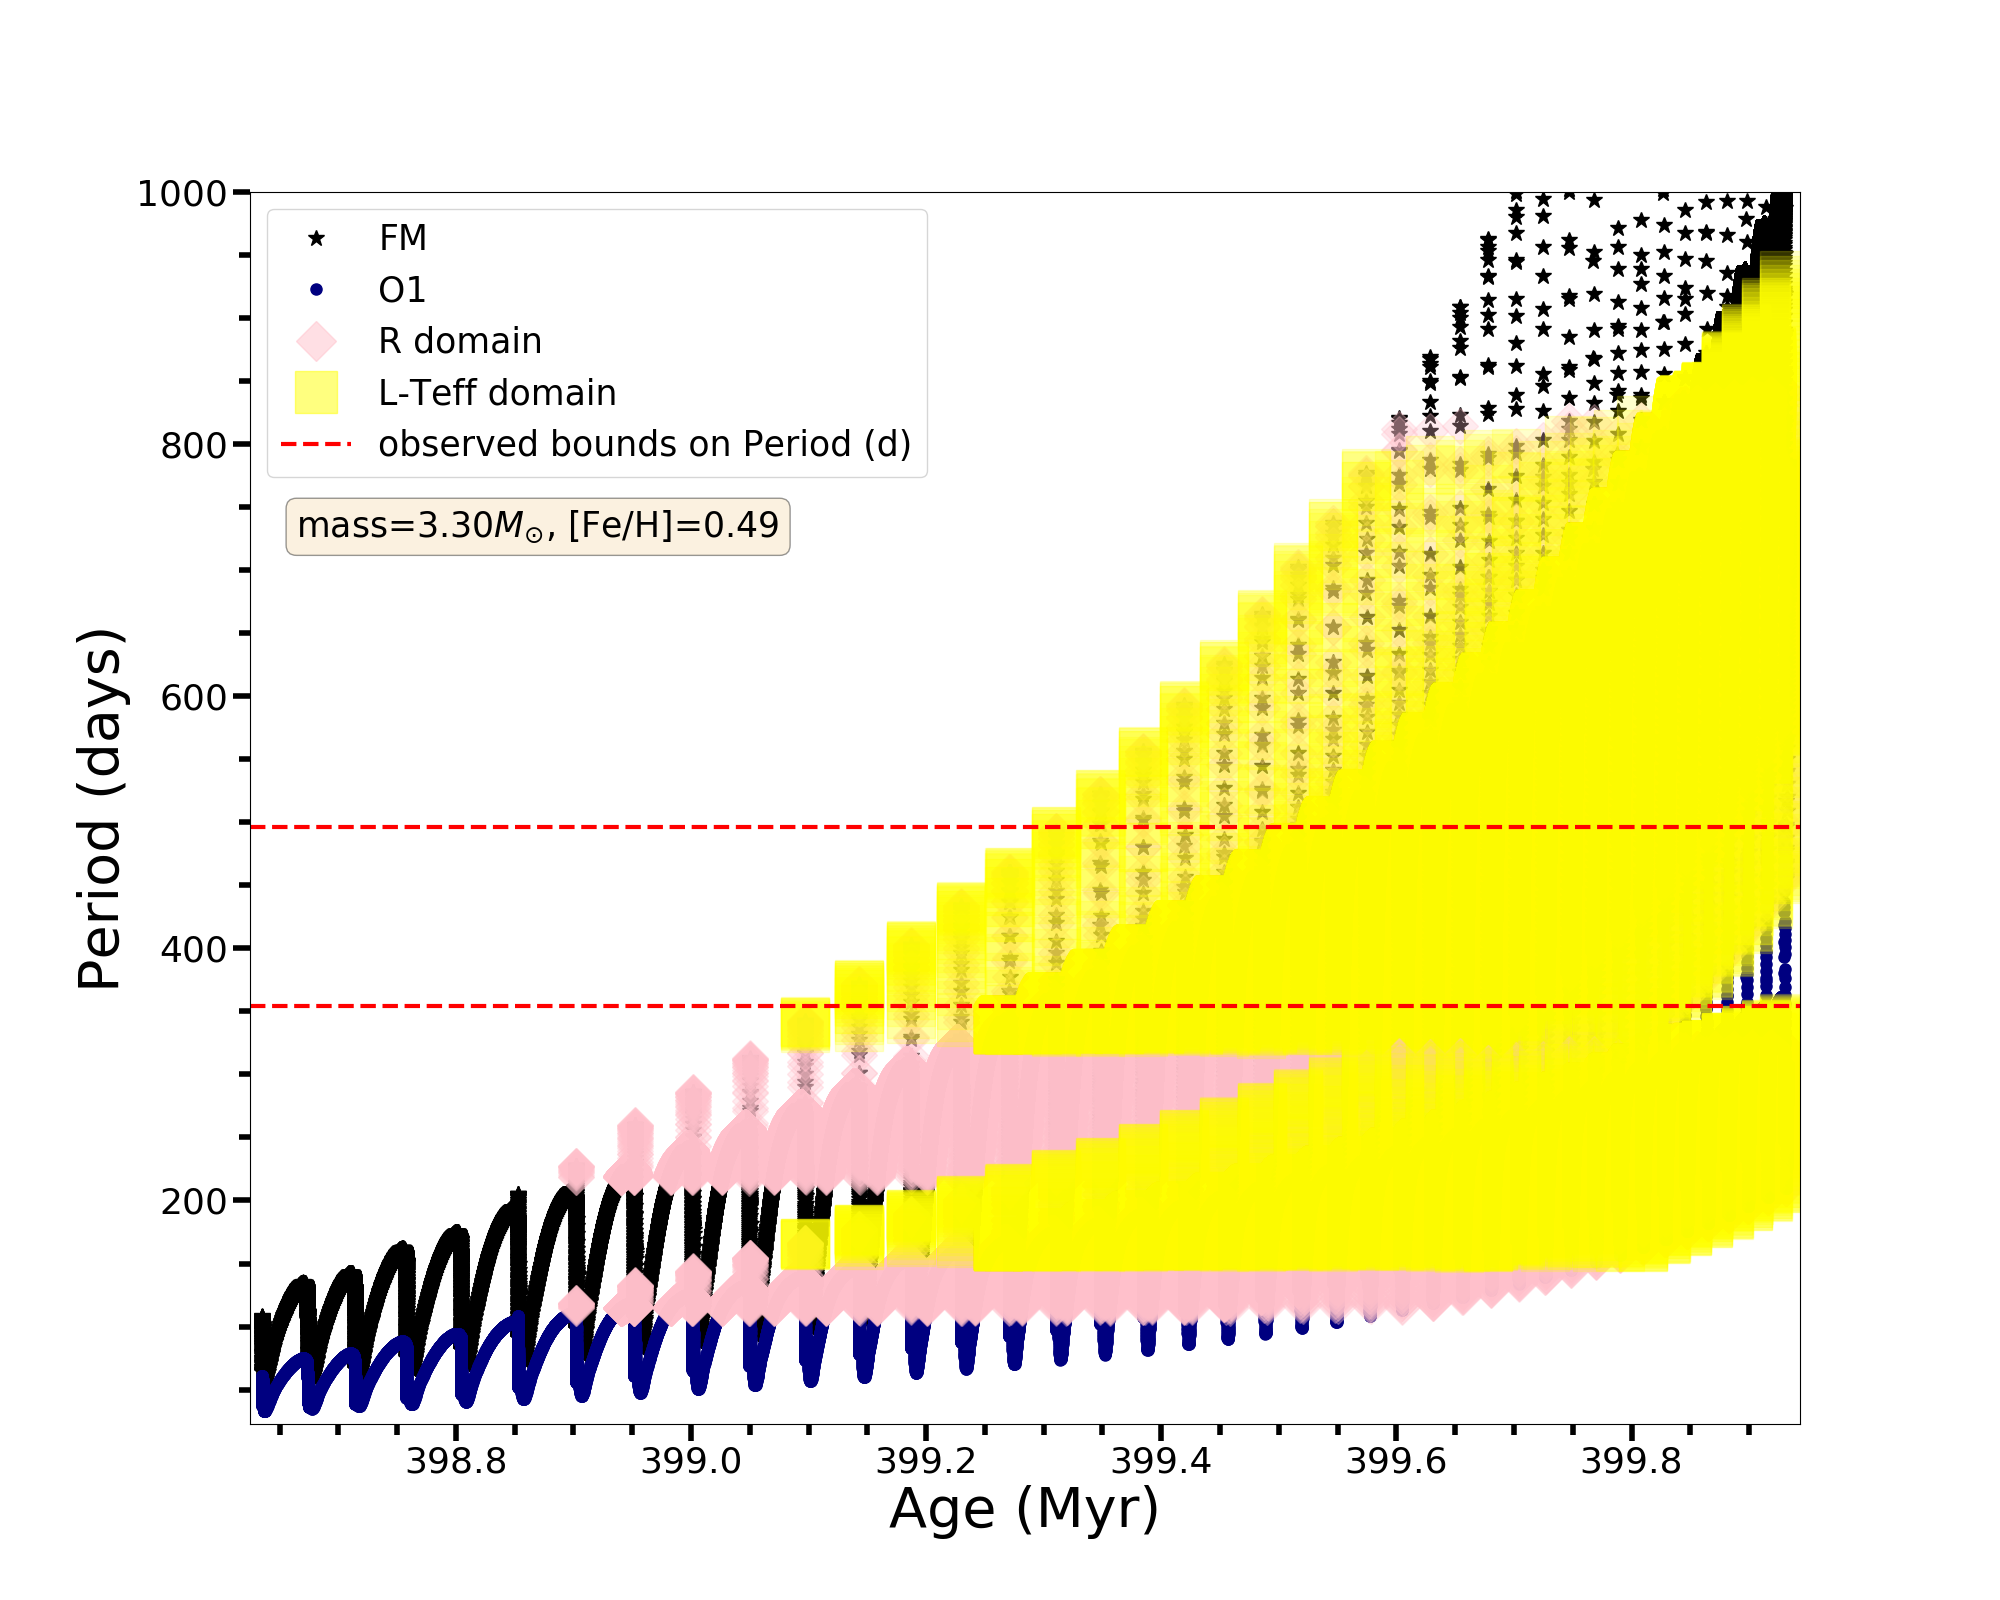 1000
800
600
400
200
Period (days)
FM
O1
R domain
L-Teff domain
observed bounds on Period (d)
mass=3.30M⊙, [Fe/H]=0.49
398.8 399.0 399.2 399.4 399.6 399.8
Age (Myr)